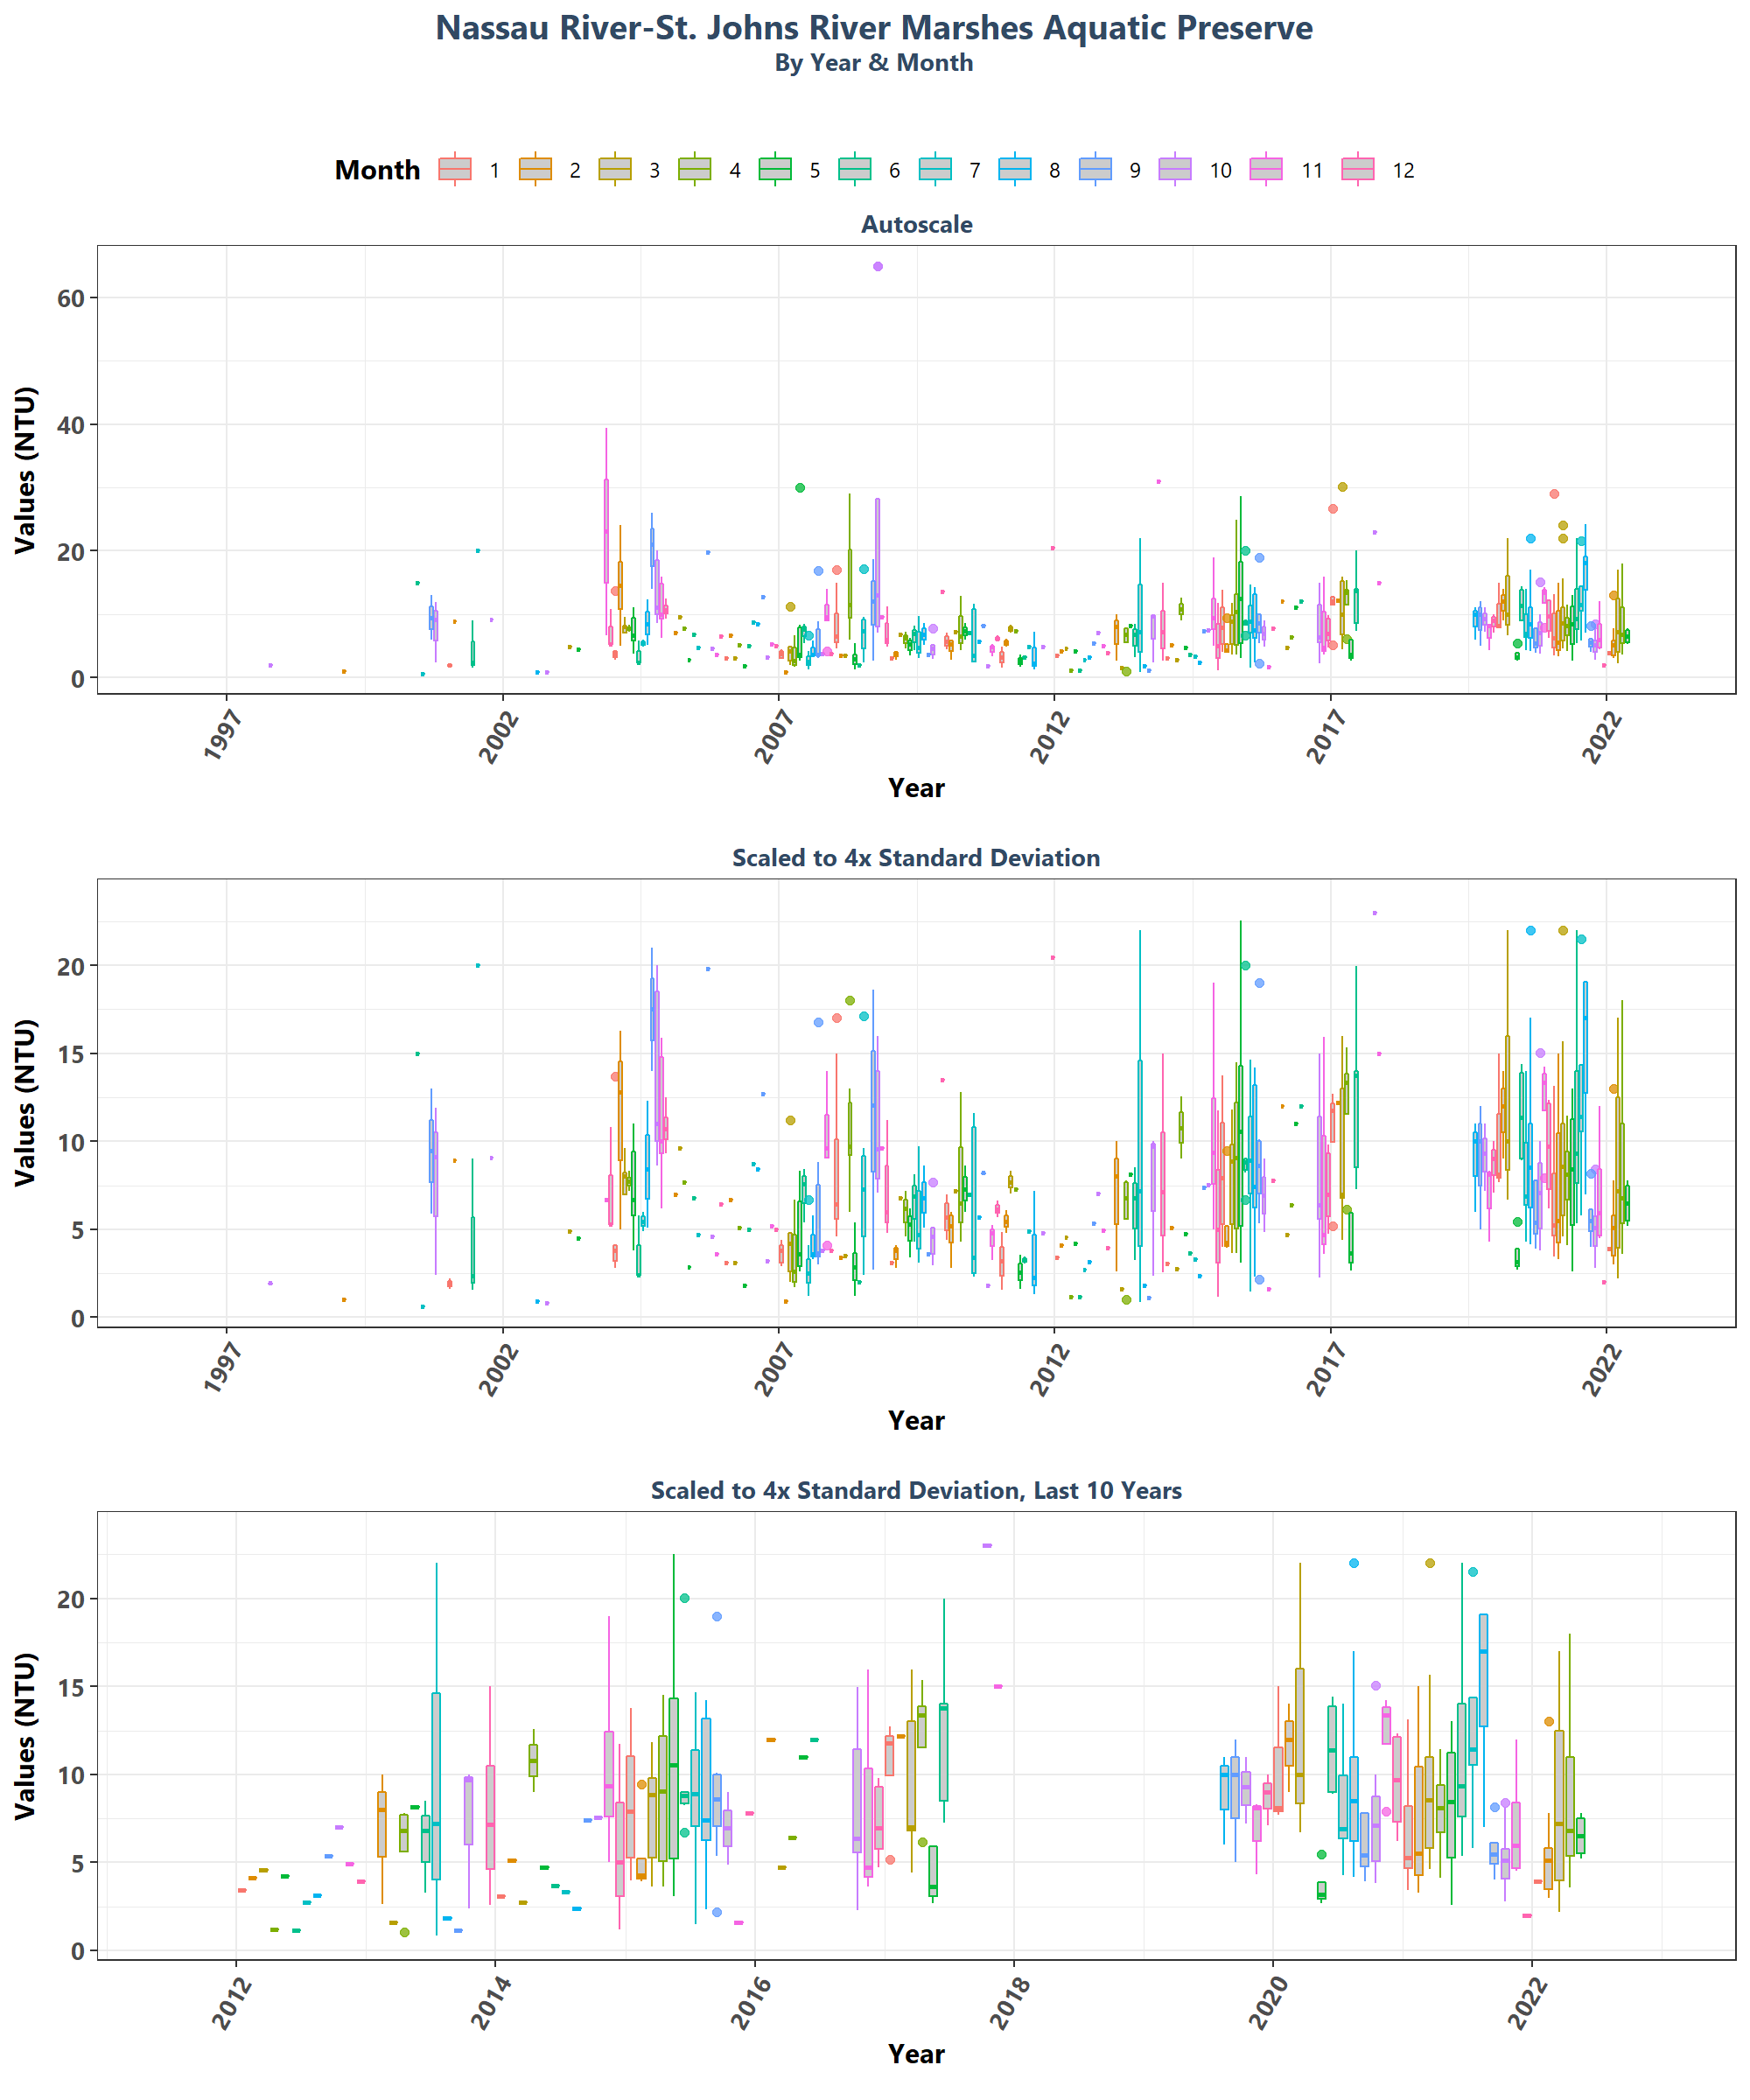 Nassau River-St. Johns River Marshes Aquatic Preserve
By Year & Month
Month 1 2 3 4 5 6 7 8 9 10 11 12
Autoscale
Values (NTU)
60
40
20
0
1997 2002 2007 2012 2017 2022
Year
Scaled to 4x Standard Deviation
Values (NTU)
20
15
10
5
0
1997 2002 2007 2012 2017 2022
Year
Scaled to 4x Standard Deviation, Last 10 Years
Values (NTU)
20
15
10
5
0
2012 2014 2016 2018 2020 2022
Year